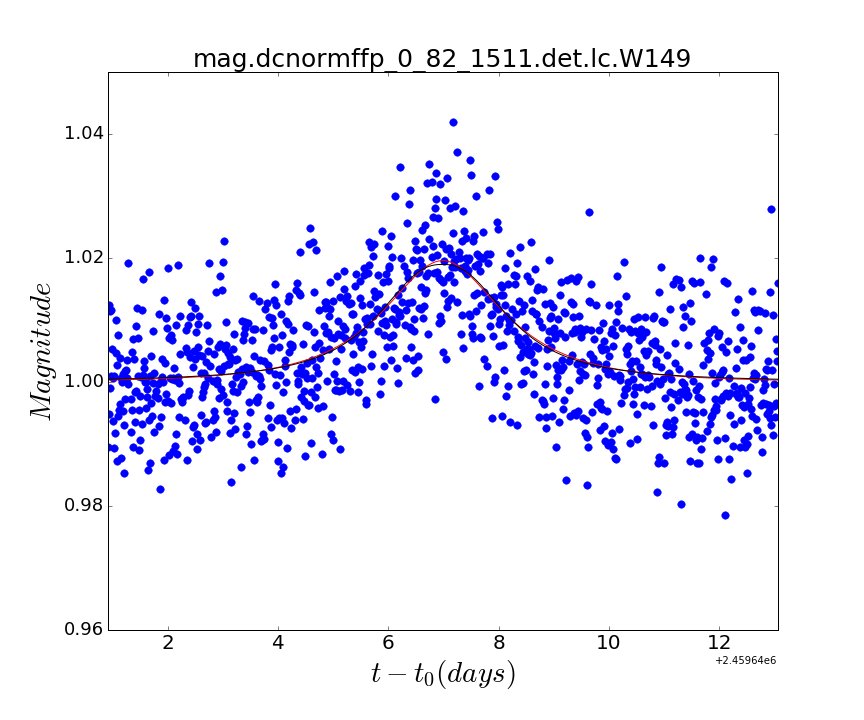 mag.dcnormffp_0_82_1511.det.lc.W149
1.04
1.02
1.00
0.98
0.96
Magnitude
2 4 6 8 10 12
+2.45964e6
t − t₀(days)